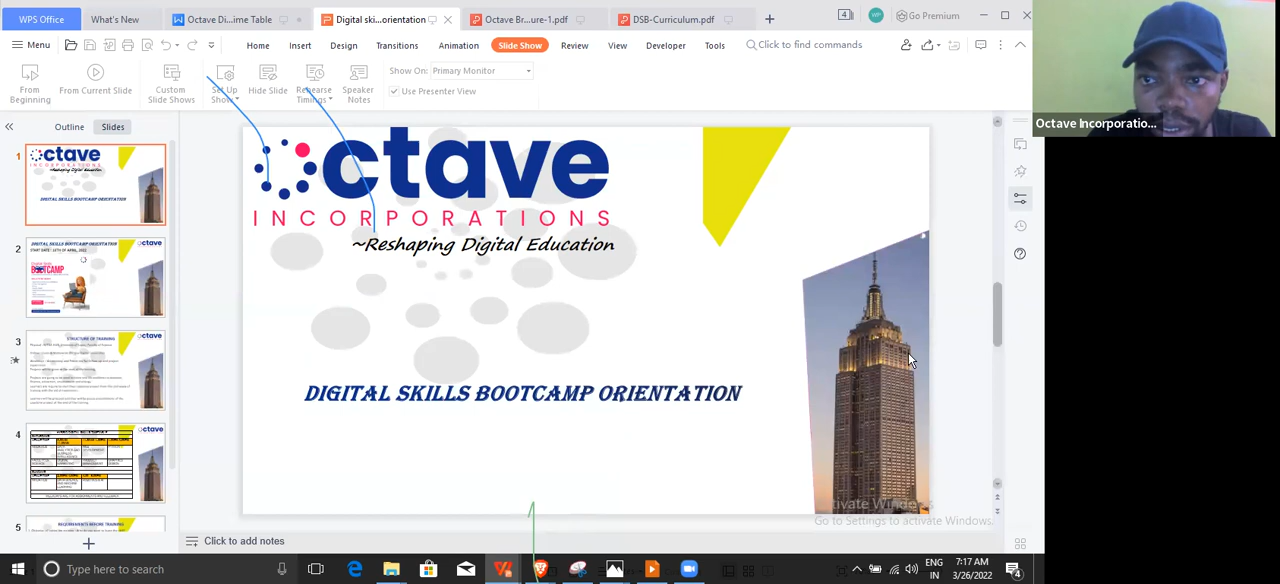 WPS Office
What's New
Octave Di...ime Table
Digital ski...orientation
Octave Br...ure-1.pdf
DSB-Curriculum.pdf
Go Premium
Menu
Home
Insert
Design
Transitions
Animation
Slide Show
Review
View
Developer
Tools
Click to find commands
From Beginning
From Current Slide
Custom Slide Shows
Set Up Show
Hide Slide
Rehearse Timings
Speaker Notes
Show On:
Primary Monitor
Use Presenter View
Octave Incorporatio...
Outline
Slides
1
2
3
4
5
Octave
INCORPORATIONS
~Reshaping Digital Education
DIGITAL SKILLS BOOTCAMP ORIENTATION
Activate Windows
Go to Settings to activate Windows.
Click to add notes
Type here to search
ENG
IN
7:17 AM
3/26/2022